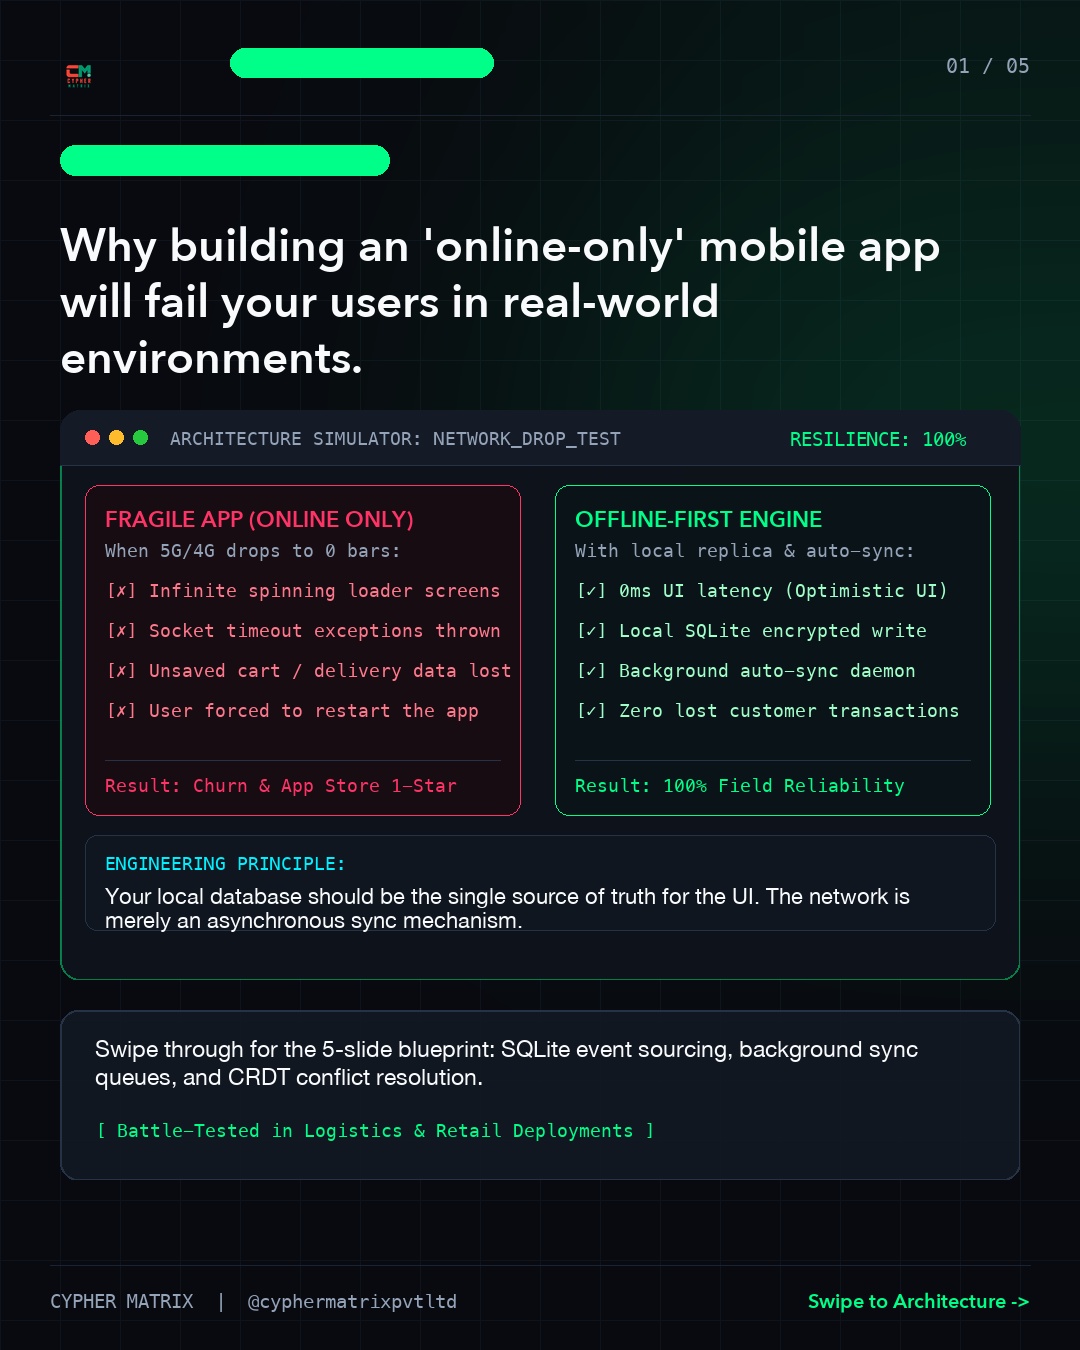 CM
CYPHER
MATRIX
01 / 05
Why building an 'online-only' mobile app
will fail your users in real-world
environments.
ARCHITECTURE SIMULATOR: NETWORK_DROP_TEST
RESILIENCE: 100%
FRAGILE APP (ONLINE ONLY)
When 5G/4G drops to 0 bars:
[✗] Infinite spinning loader screens
[✗] Socket timeout exceptions thrown
[✗] Unsaved cart / delivery data lost
[✗] User forced to restart the app
Result: Churn & App Store 1−Star
OFFLINE-FIRST ENGINE
With local replica & auto−sync:
[✓] 0ms UI latency (Optimistic UI)
[✓] Local SQLite encrypted write
[✓] Background auto−sync daemon
[✓] Zero lost customer transactions
Result: 100% Field Reliability
ENGINEERING PRINCIPLE:
Your local database should be the single source of truth for the UI. The network is
merely an asynchronous sync mechanism.
Swipe through for the 5-slide blueprint: SQLite event sourcing, background sync
queues, and CRDT conflict resolution.
[ Battle−Tested in Logistics & Retail Deployments ]
CYPHER MATRIX | @cyphermatrixpvtltd
Swipe to Architecture ->